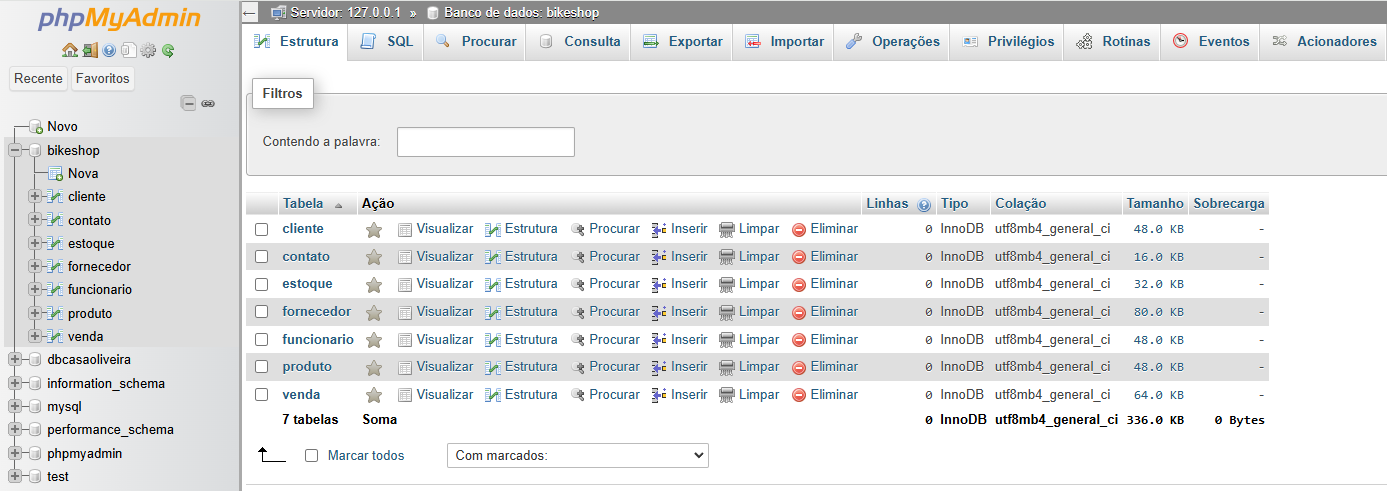 phpMyAdmin
Recente Favoritos
Novo
bikeshop
Nova
cliente
contato
estoque
fornecedor
funcionario
produto
venda
dbcasaoliveira
information_schema
mysql
performance_schema
phpmyadmin
test
Servidor: 127.0.0.1 » Banco de dados: bikeshop
Estrutura SQL Procurar Consulta Exportar Importar Operações Privilégios Rotinas Eventos Acionadores
Filtros
Contendo a palavra:
Tabela Ação Linhas Tipo Colação Tamanho Sobrecarga
cliente Visualizar Estrutura Procurar Inserir Limpar Eliminar 0 InnoDB utf8mb4_general_ci 48.0 KB -
contato Visualizar Estrutura Procurar Inserir Limpar Eliminar 0 InnoDB utf8mb4_general_ci 16.0 KB -
estoque Visualizar Estrutura Procurar Inserir Limpar Eliminar 0 InnoDB utf8mb4_general_ci 32.0 KB -
fornecedor Visualizar Estrutura Procurar Inserir Limpar Eliminar 0 InnoDB utf8mb4_general_ci 80.0 KB -
funcionario Visualizar Estrutura Procurar Inserir Limpar Eliminar 0 InnoDB utf8mb4_general_ci 48.0 KB -
produto Visualizar Estrutura Procurar Inserir Limpar Eliminar 0 InnoDB utf8mb4_general_ci 48.0 KB -
venda Visualizar Estrutura Procurar Inserir Limpar Eliminar 0 InnoDB utf8mb4_general_ci 64.0 KB -
7 tabelas Soma 0 InnoDB utf8mb4_general_ci 336.0 KB 0 Bytes
Marcar todos Com marcados: